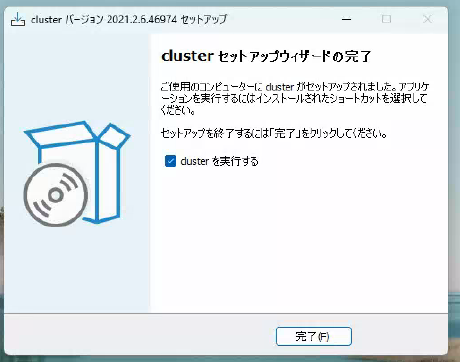 cluster バージョン 2021.2.6.46974 セットアップ
cluster セットアップウィザードの完了
ご使用のコンピューターに cluster がセットアップされました。アプリケ
ーションを実行するにはインストールされたショートカットを選択して
ください。
セットアップを終了するには「完了」をクリックしてください。
cluster を実行する
完了(F)